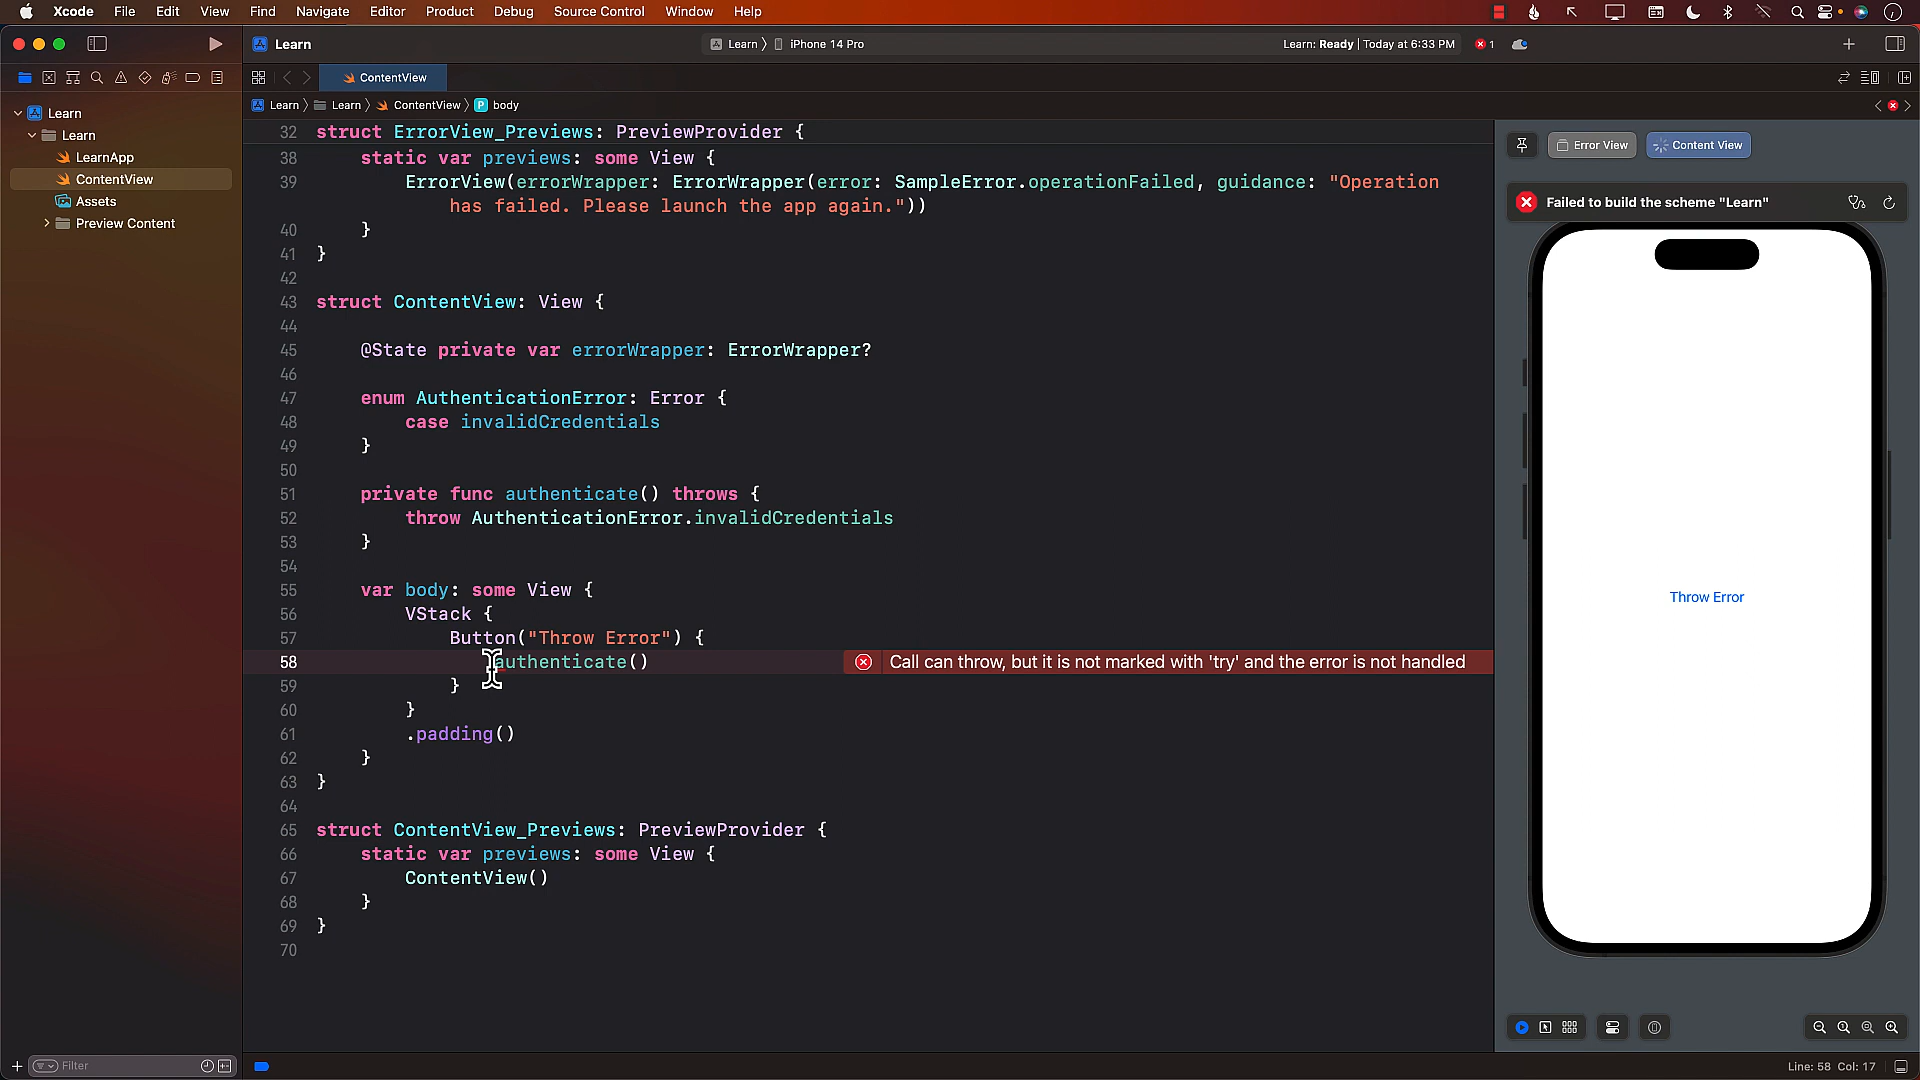 Xcode File Edit View Find Navigate Editor Product Debug Source Control Window Help
Learn
Learn 〉 iPhone 14 Pro
Learn: Ready | Today at 6:33 PM
1
ContentView
Learn 〉 Learn 〉 ContentView 〉 P body
Learn
Learn
LearnApp
ContentView
Assets
Preview Content
32 struct ErrorView_Previews: PreviewProvider {
38 static var previews: some View {
39 ErrorView(errorWrapper: ErrorWrapper(error: SampleError.operationFailed, guidance: "Operation
has failed. Please launch the app again."))
40 }
41 }
42
43 struct ContentView: View {
44
45 @State private var errorWrapper: ErrorWrapper?
46
47 enum AuthenticationError: Error {
48 case invalidCredentials
49 }
50
51 private func authenticate() throws {
52 throw AuthenticationError.invalidCredentials
53 }
54
55 var body: some View {
56 VStack {
57 Button("Throw Error") {
58 authenticate()
Call can throw, but it is not marked with 'try' and the error is not handled
59 }
60 }
61 .padding()
62 }
63 }
64
65 struct ContentView_Previews: PreviewProvider {
66 static var previews: some View {
67 ContentView()
68 }
69 }
70
Error View
Content View
Failed to build the scheme "Learn"
Throw Error
Filter
Line: 58 Col: 17